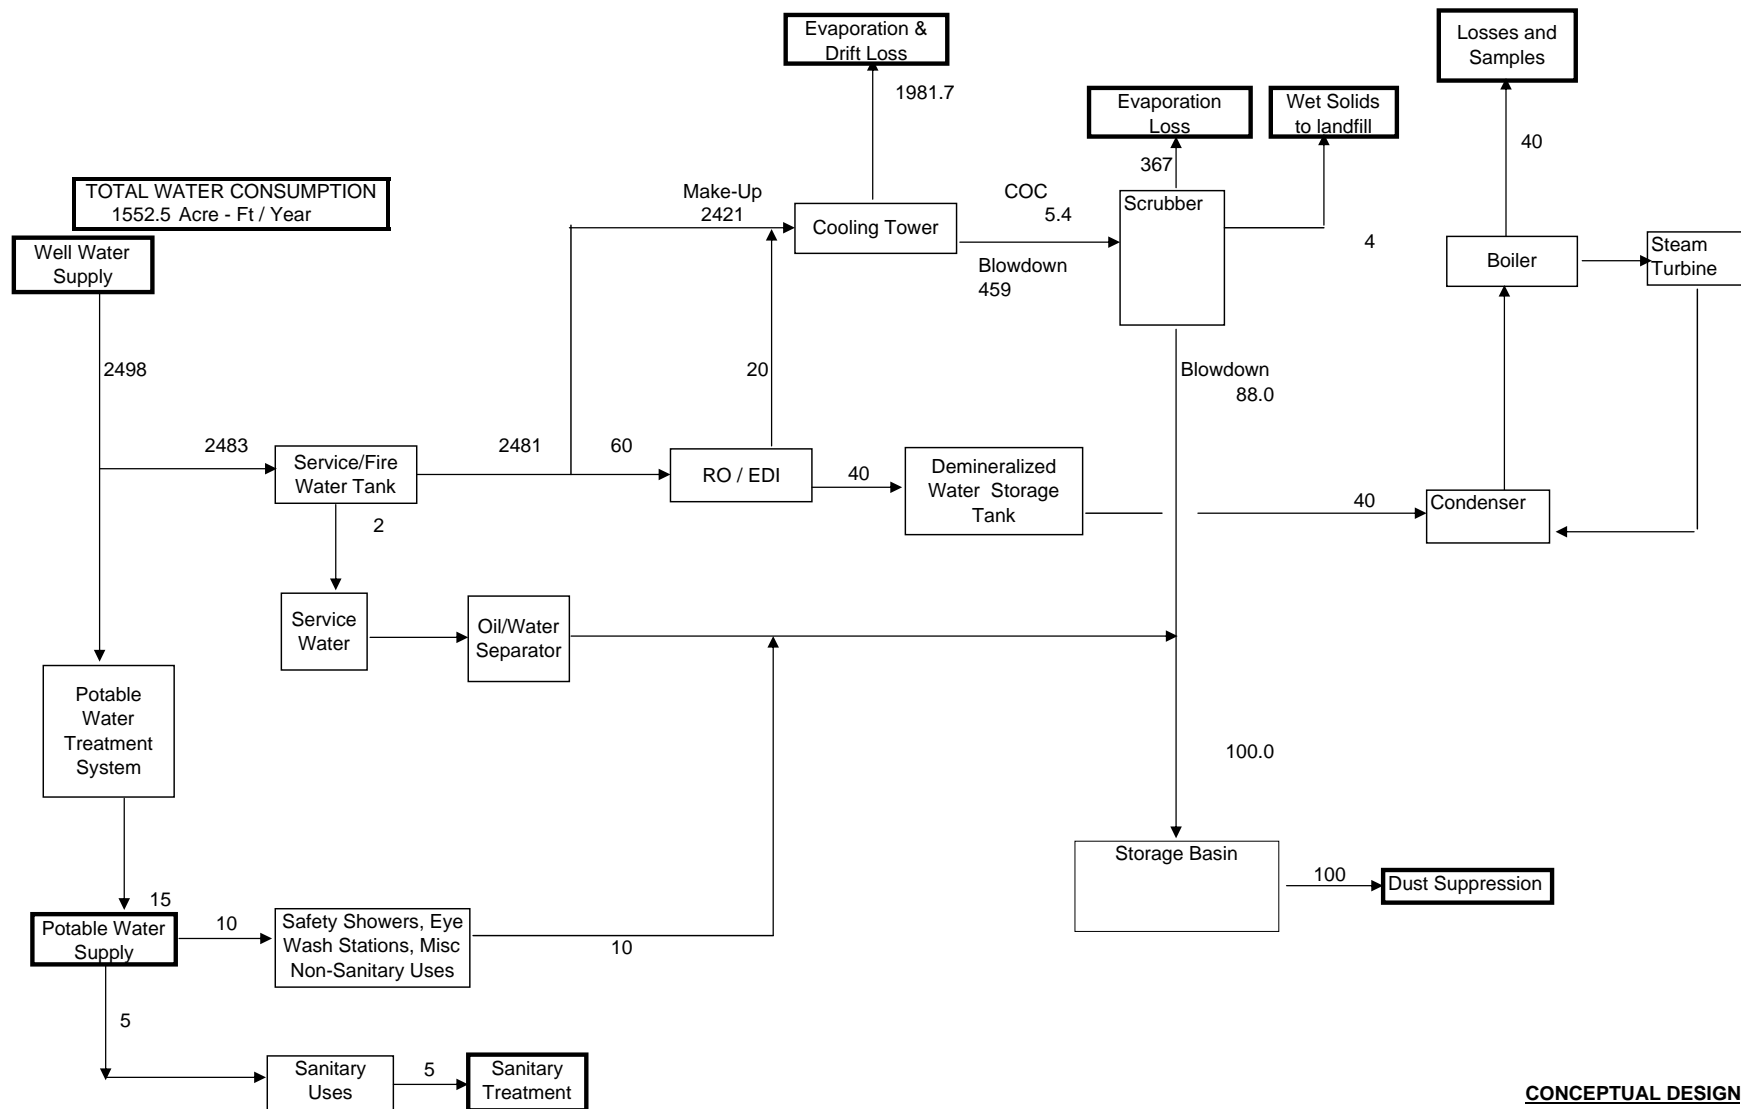 Evaporation &
Drift Loss
Losses and
Samples
1981.7
Evaporation
Loss
Wet Solids
to landfill
40
367
TOTAL WATER CONSUMPTION
1552.5 Acre - Ft / Year
Make-Up
2421
COC
5.4
Scrubber
Cooling Tower
4
Well Water
Supply
Blowdown
459
Boiler
Steam
Turbine
2498
20
Blowdown
88.0
2483
Service/Fire
Water Tank
2481
60
RO / EDI
40
Demineralized
Water Storage
Tank
40
Condenser
2
Service
Water
Oil/Water
Separator
Potable
Water
Treatment
System
100.0
Storage Basin
100
Dust Suppression
15
Potable Water
Supply
10
Safety Showers, Eye
Wash Stations, Misc
Non-Sanitary Uses
10
5
Sanitary
Uses
5
Sanitary
Treatment
CONCEPTUAL DESIGN